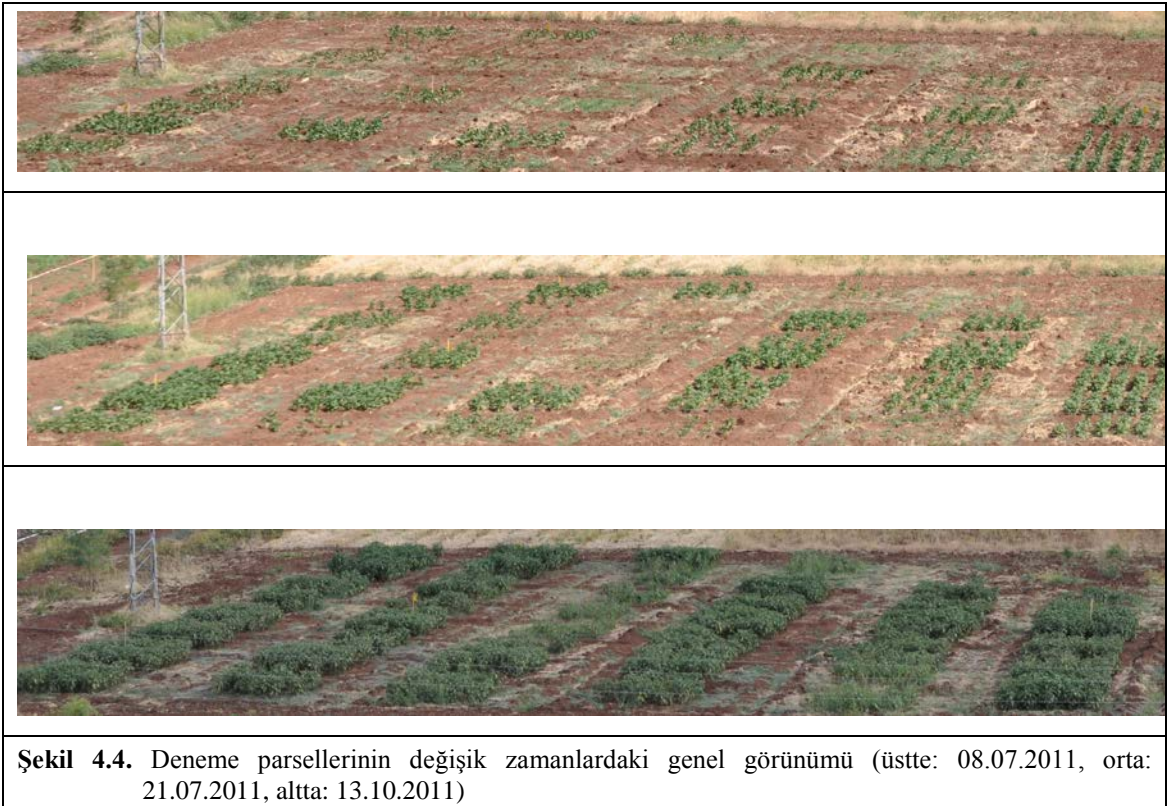 Şekil 4.4. Deneme parsellerinin değişik zamanlardaki genel görünümü (üstte: 08.07.2011, orta:
21.07.2011, altta: 13.10.2011)